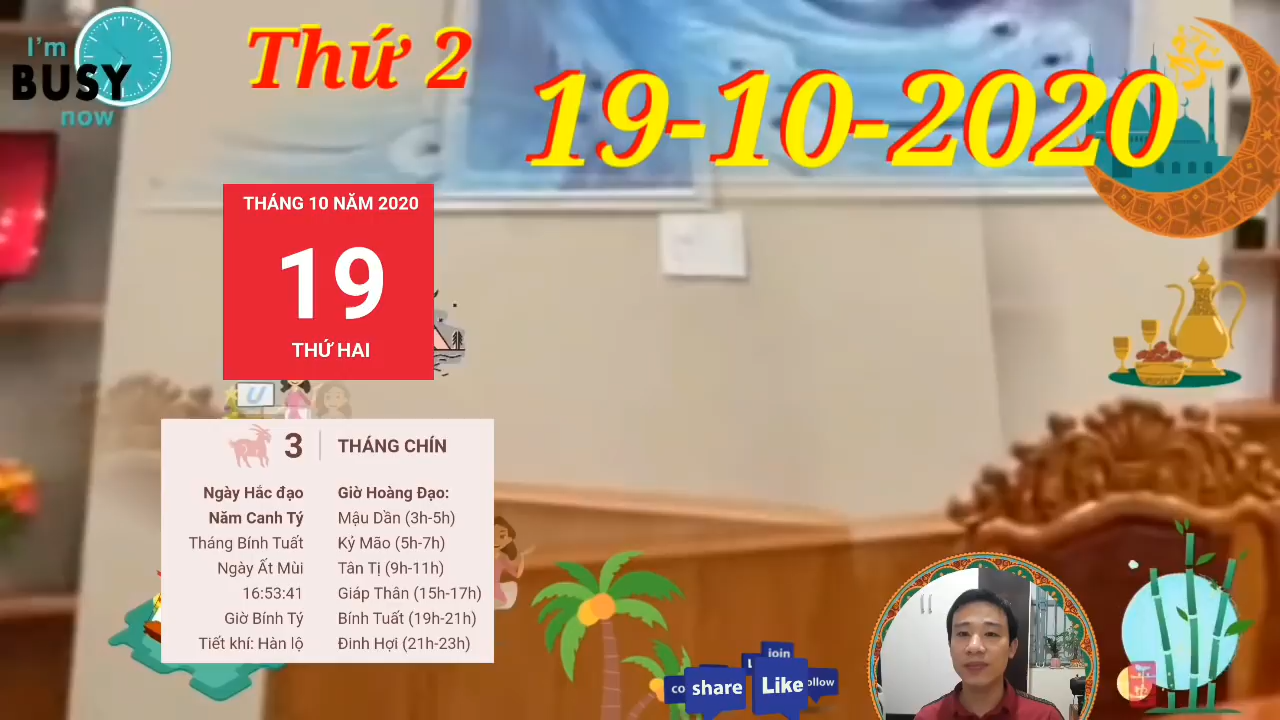 I'm
BUSY
now
Thứ 2
19-10-2020
THÁNG 10 NĂM 2020
19
THỨ HAI
3
THÁNG CHÍN
Ngày Hắc đạo
Giờ Hoàng Đạo:
Năm Canh Tý
Mậu Dần (3h-5h)
Tháng Bính Tuất
Kỷ Mão (5h-7h)
Ngày Ất Mùi
Tân Tị (9h-11h)
16:53:41
Giáp Thân (15h-17h)
Giờ Bính Tý
Bính Tuất (19h-21h)
Tiết khí: Hàn lộ
Đinh Hợi (21h-23h)
join
co share Like ollow